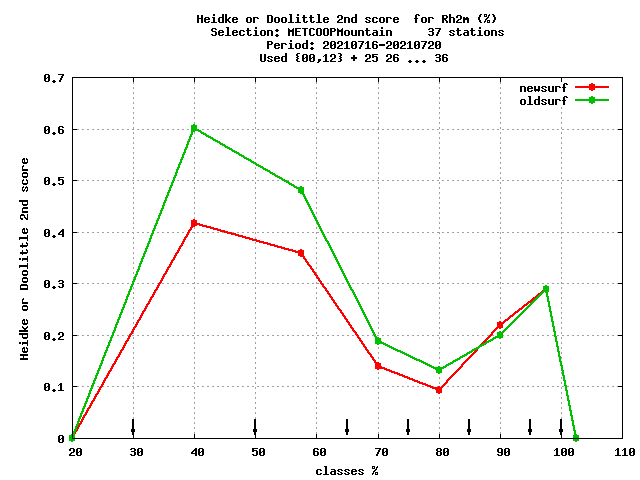 Heidke or Doolittle 2nd score  for Rh2m (%)
Selection: METCOOPMountain     37 stations
Period: 20210716-20210720
Used {00,12} + 25 26 ... 36
newsurf
oldsurf
Heidke or Doolittle 2nd score
0.7
0.6
0.5
0.4
0.3
0.2
0.1
0
20 30 40 50 60 70 80 90 100 110
classes %